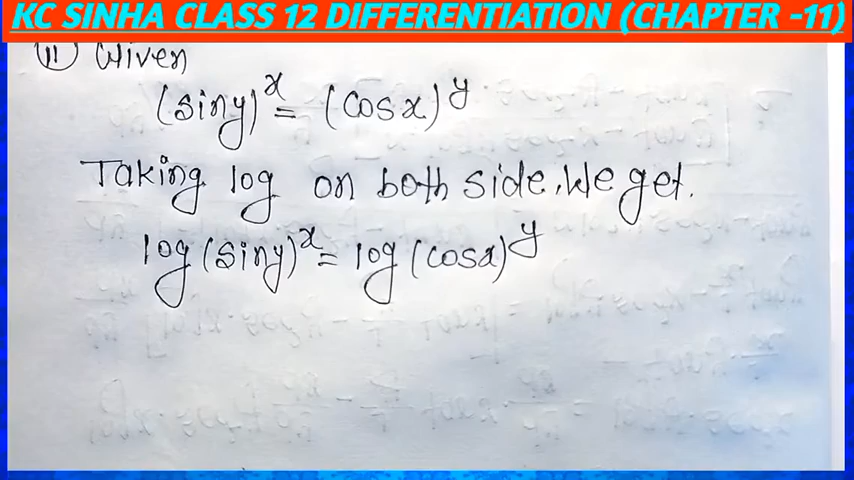 KC SINHA CLASS 12 DIFFERENTIATION (CHAPTER -11)
11) Given
(siny)^x = (cosx)^y
Taking log on both side, We get.
log (siny)^x = log (cosx)^y